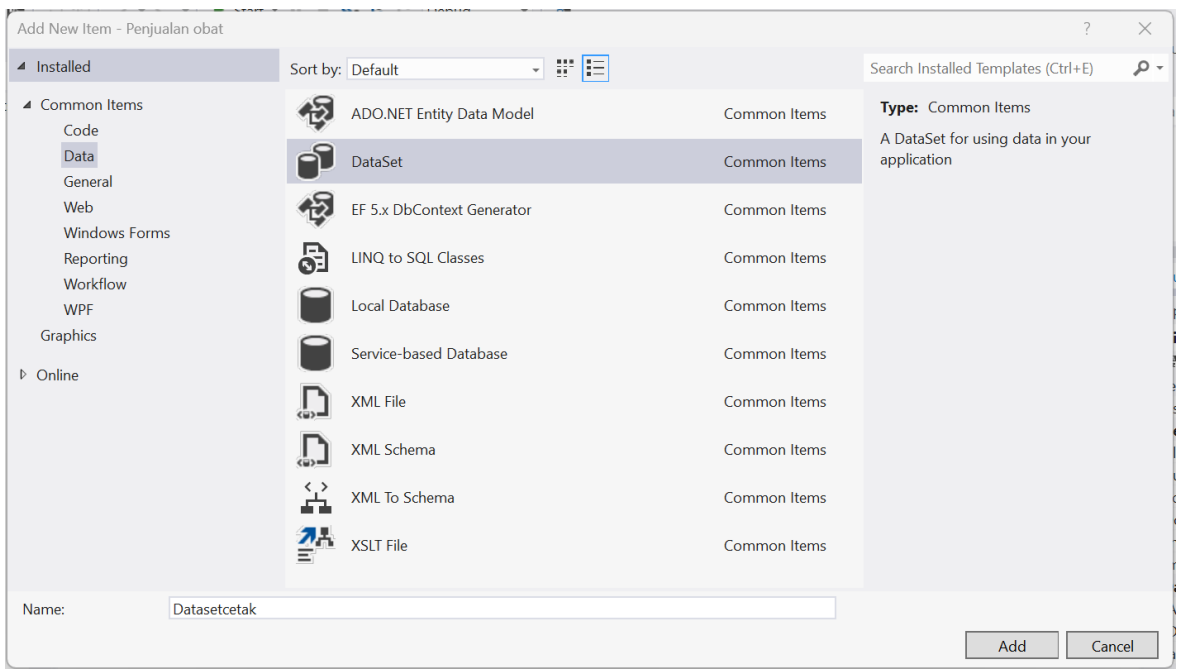 Add New Item - Penjualan obat
?
Installed
Sort by: Default
Search Installed Templates (Ctrl+E)
Common Items
Code
Data
General
Web
Windows Forms
Reporting
Workflow
WPF
Graphics
Online
ADO.NET Entity Data Model Common Items
DataSet Common Items
EF 5.x DbContext Generator Common Items
LINQ to SQL Classes Common Items
Local Database Common Items
Service-based Database Common Items
XML File Common Items
XML Schema Common Items
XML To Schema Common Items
XSLT File Common Items
Type: Common Items
A DataSet for using data in your
application
Name: Datasetcetak
Add Cancel